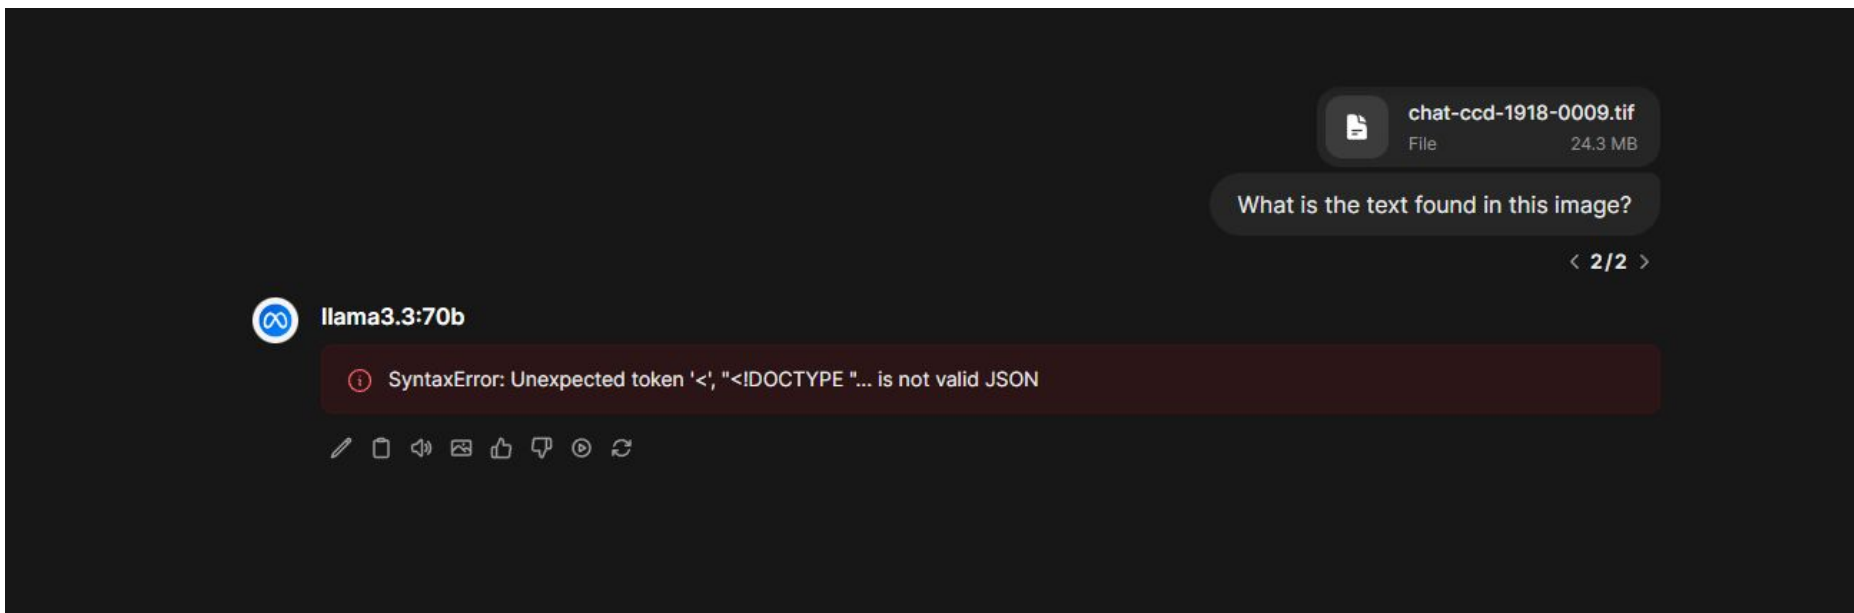 chat-ccd-1918-0009.tif
File 24.3 MB
What is the text found in this image?
< 2/2 >
llama3.3:70b
SyntaxError: Unexpected token '<', "<!DOCTYPE "... is not valid JSON